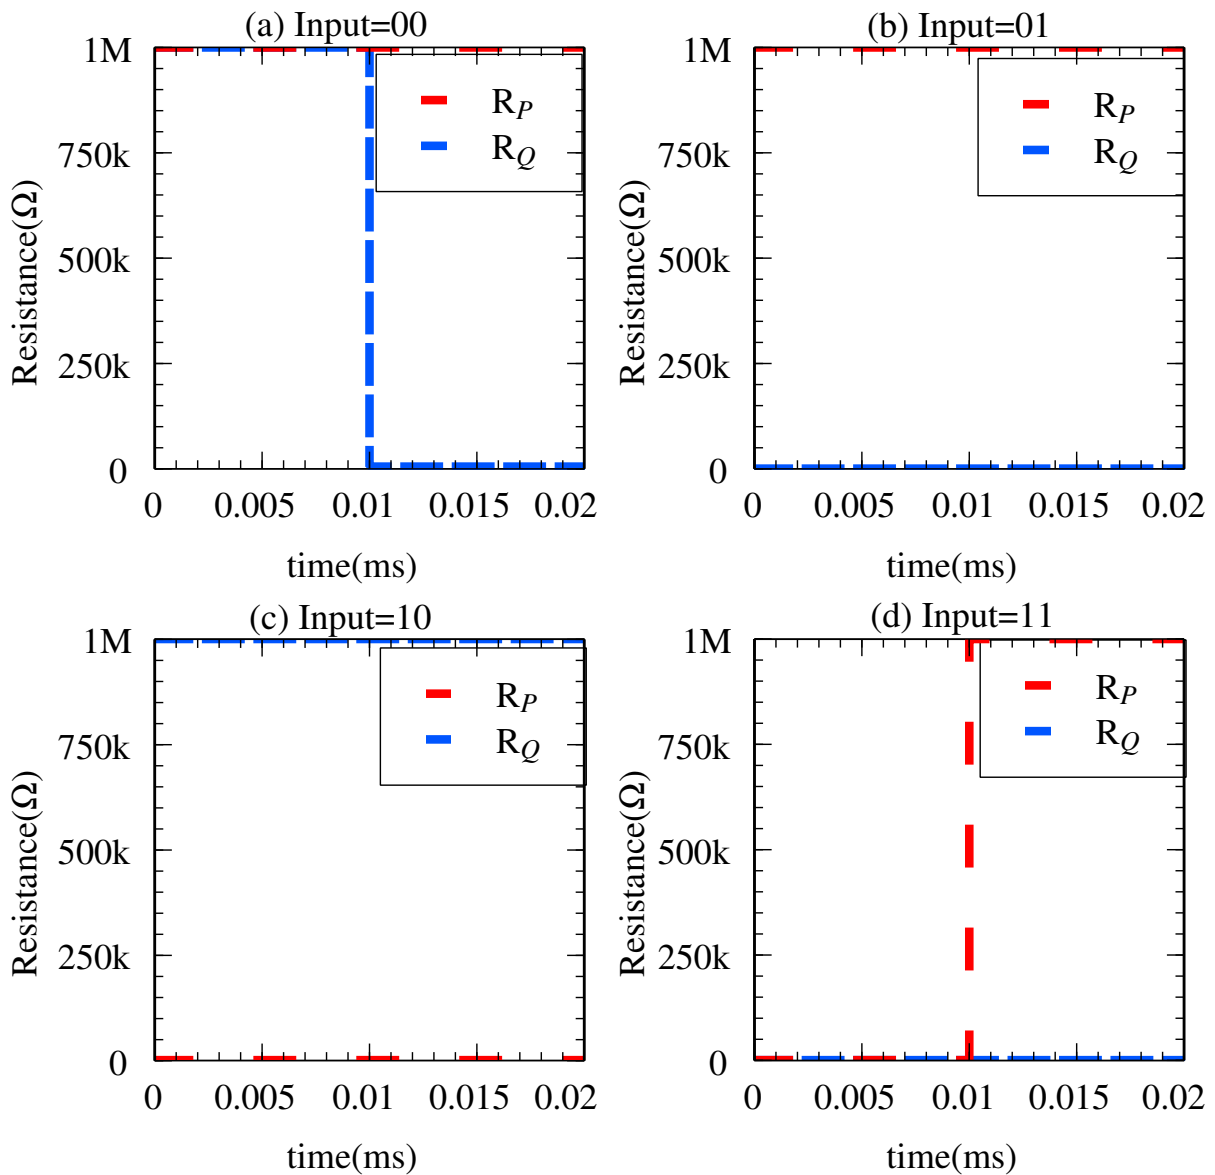 (a) Input=00
1M
750k
500k
250k
0
Resistance(Ω)
R_P
R_Q
0 0.005 0.01 0.015 0.02
time(ms)
(b) Input=01
1M
750k
500k
250k
0
Resistance(Ω)
R_P
R_Q
0 0.005 0.01 0.015 0.02
time(ms)
(c) Input=10
1M
750k
500k
250k
0
Resistance(Ω)
R_P
R_Q
0 0.005 0.01 0.015 0.02
time(ms)
(d) Input=11
1M
750k
500k
250k
0
Resistance(Ω)
R_P
R_Q
0 0.005 0.01 0.015 0.02
time(ms)